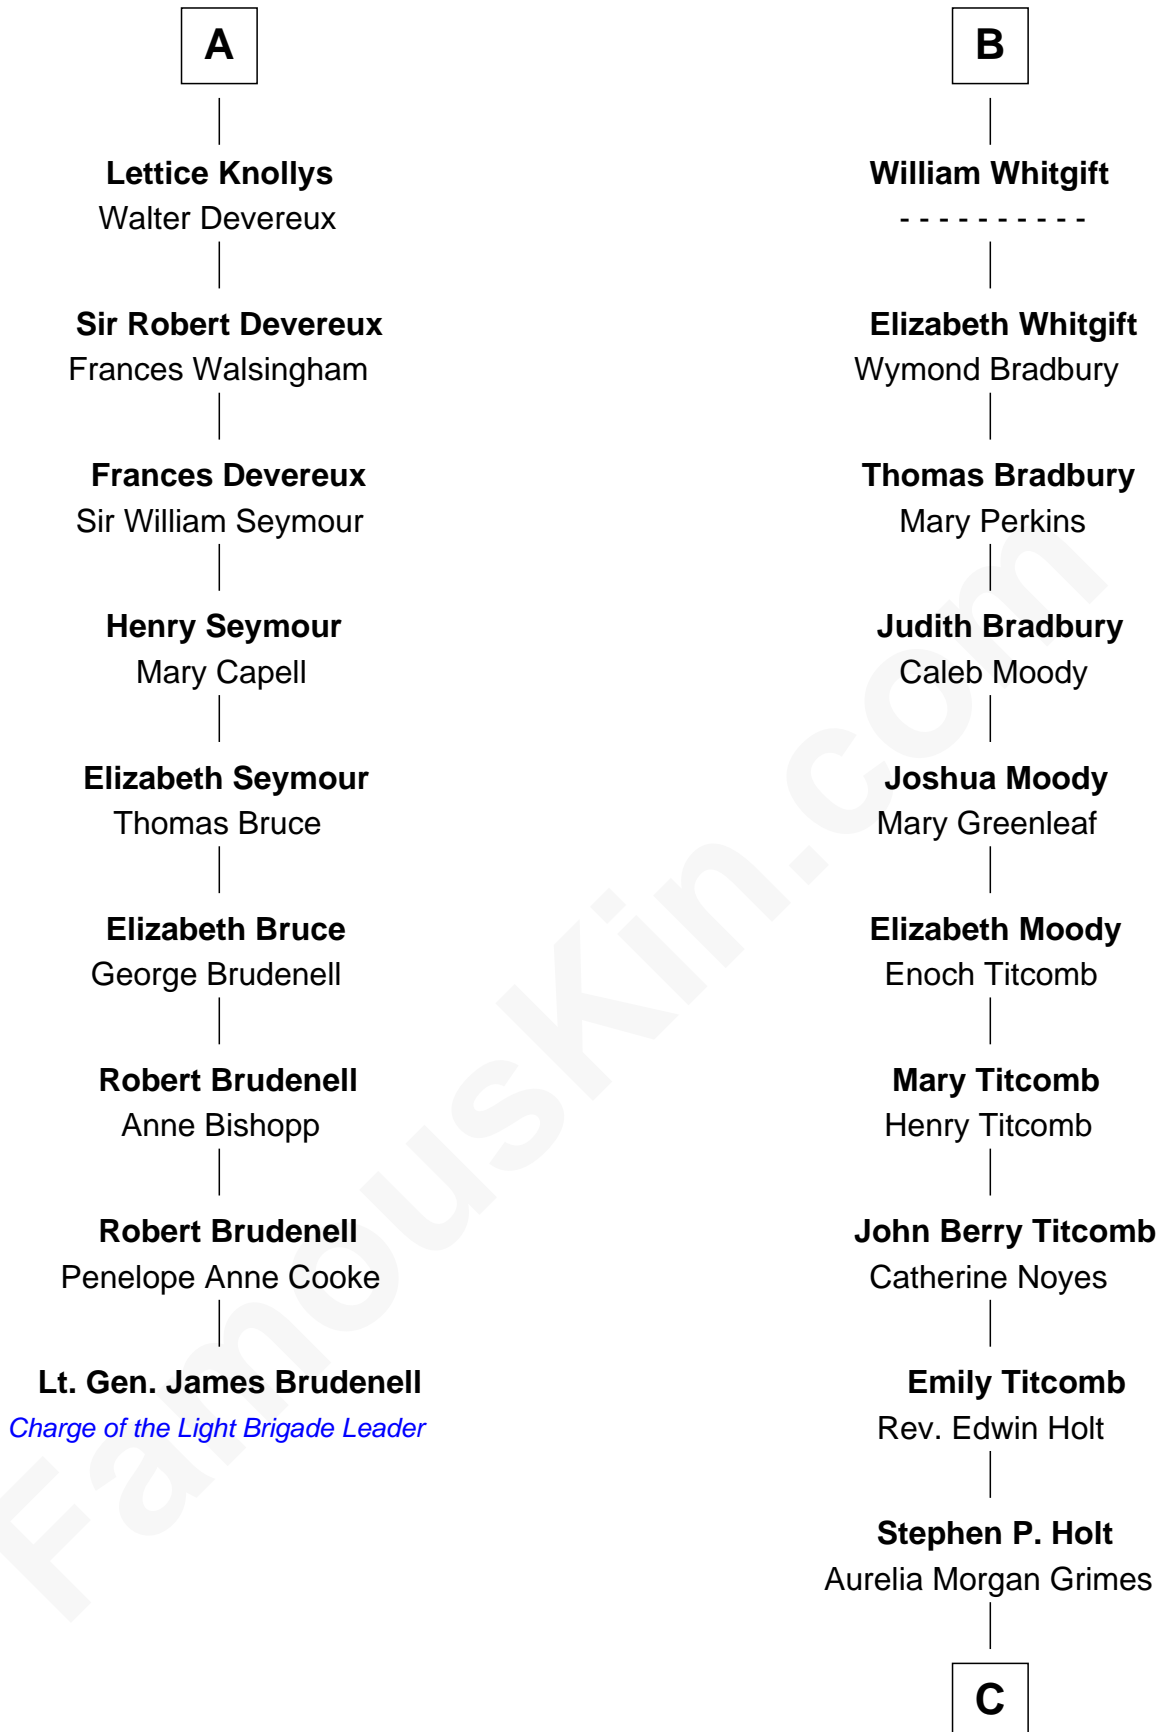 A
Lettice Knollys
Walter Devereux
Sir Robert Devereux
Frances Walsingham
Frances Devereux
Sir William Seymour
Henry Seymour
Mary Capell
Elizabeth Seymour
Thomas Bruce
Elizabeth Bruce
George Brudenell
Robert Brudenell
Anne Bishopp
Robert Brudenell
Penelope Anne Cooke
Lt. Gen. James Brudenell
Charge of the Light Brigade Leader
B
William Whitgift
- - - - - - - - - -
Elizabeth Whitgift
Wymond Bradbury
Thomas Bradbury
Mary Perkins
Judith Bradbury
Caleb Moody
Joshua Moody
Mary Greenleaf
Elizabeth Moody
Enoch Titcomb
Mary Titcomb
Henry Titcomb
John Berry Titcomb
Catherine Noyes
Emily Titcomb
Rev. Edwin Holt
Stephen P. Holt
Aurelia Morgan Grimes
C
FamousKin.com